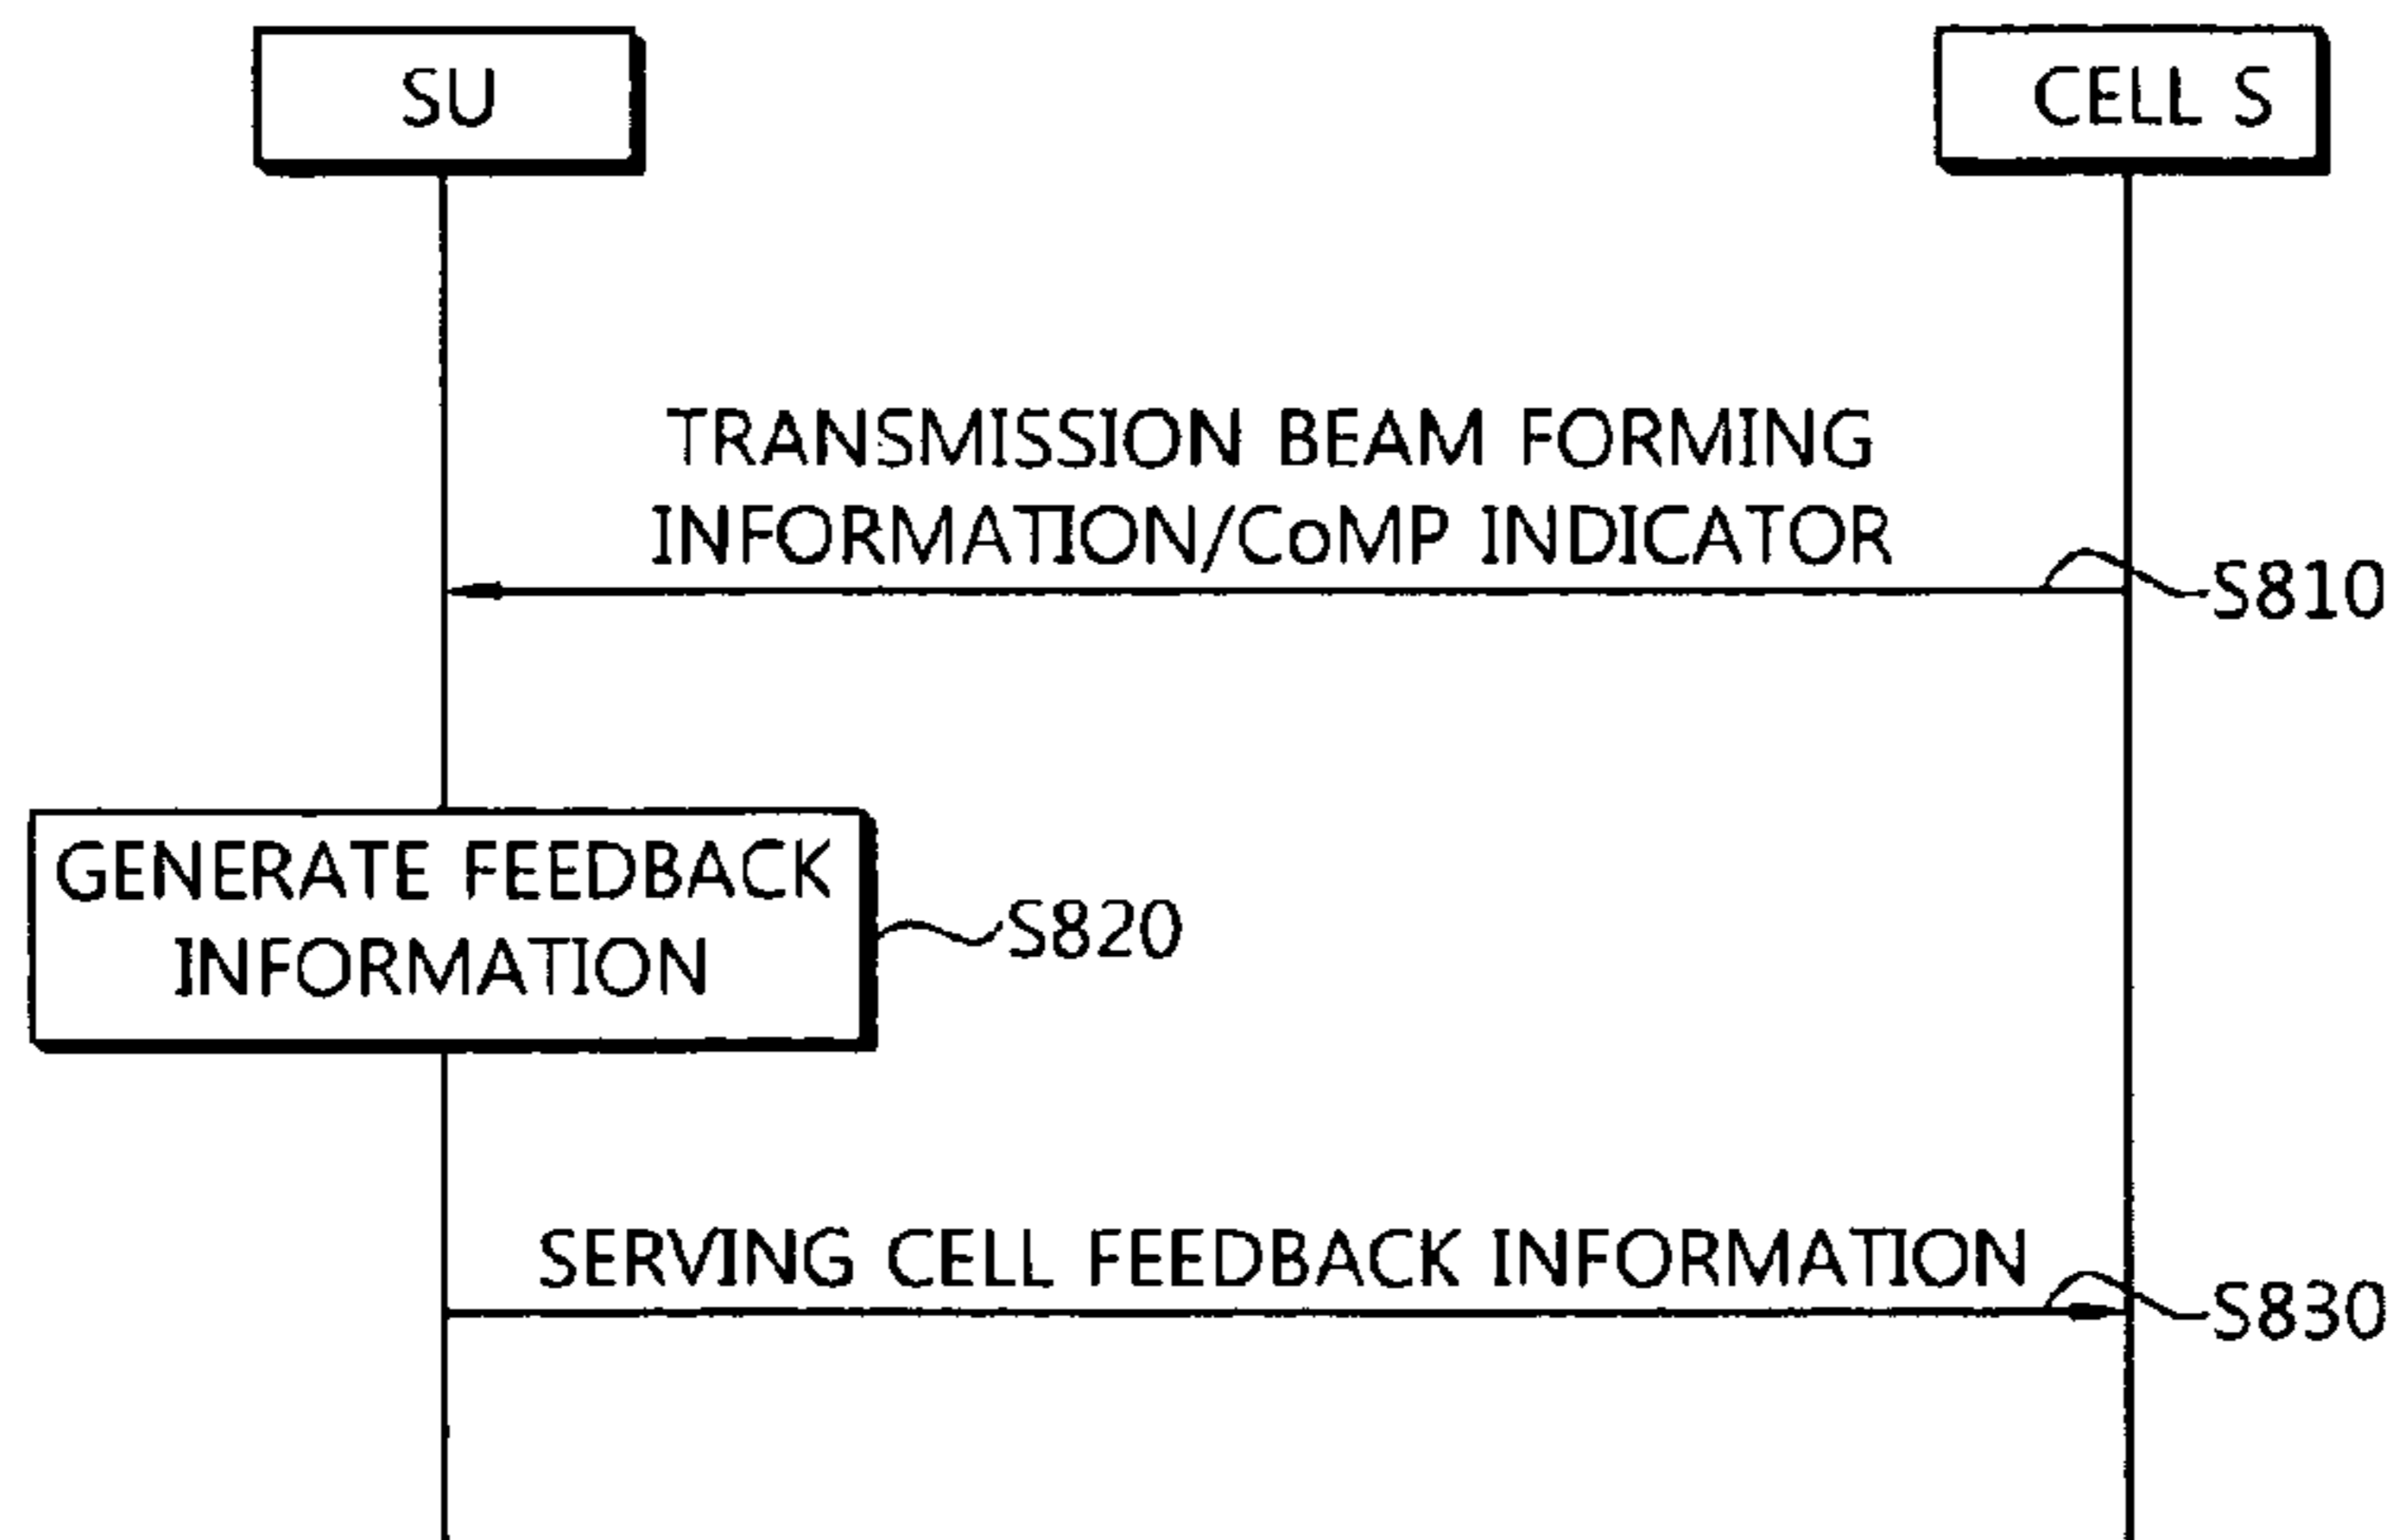 SU
CELL S
TRANSMISSION BEAM FORMING
INFORMATION/CoMP INDICATOR
S810
GENERATE FEEDBACK
INFORMATION
S820
SERVING CELL FEEDBACK INFORMATION
S830